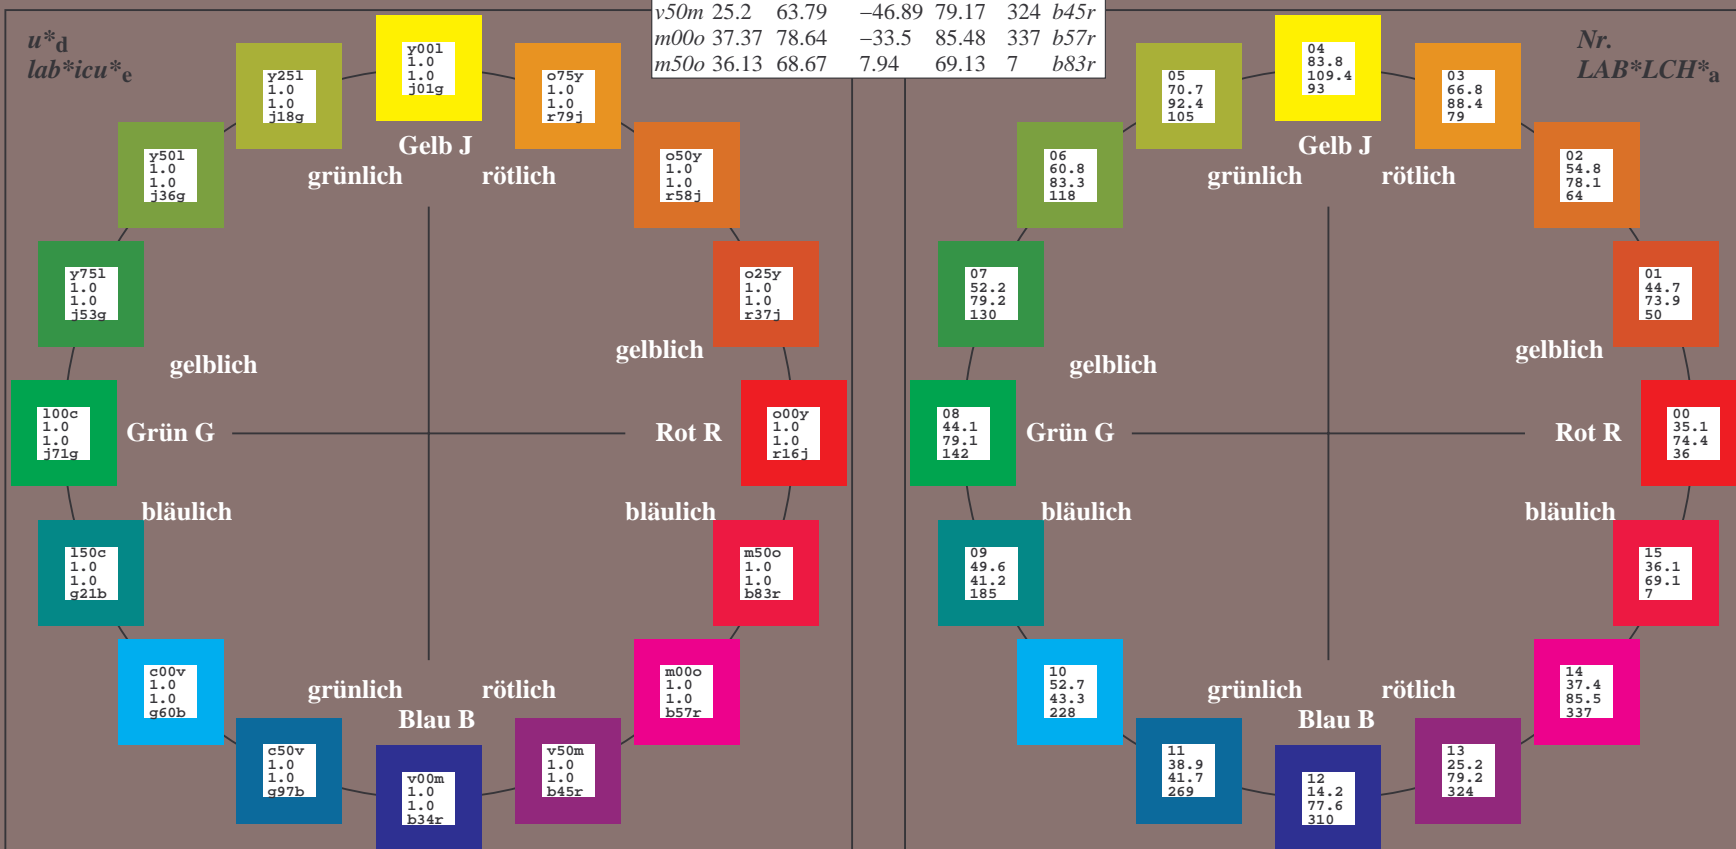 v50m 25.2 63.79 −46.89 79.17 324 b45r
m00o 37.37 78.64 −33.5 85.48 337 b57r
m50o 36.13 68.67 7.94 69.13 7 b83r
u*d
lab*icu*e
y00l
1.0
1.0
j01g
y25l
1.0
1.0
j18g
o75y
1.0
1.0
r79j
y50l
1.0
1.0
j36g
o50y
1.0
1.0
r58j
y75l
1.0
1.0
j53g
o25y
1.0
1.0
r37j
l00c
1.0
1.0
j71g
o00y
1.0
1.0
r16j
l50c
1.0
1.0
g21b
m50o
1.0
1.0
b83r
c00v
1.0
1.0
g60b
m00o
1.0
1.0
b57r
c50v
1.0
1.0
g97b
v00m
1.0
1.0
b34r
v50m
1.0
1.0
b45r
Gelb J
grünlich rötlich
gelblich gelblich
Grün G Rot R
bläulich bläulich
grünlich rötlich
Blau B
Nr.
LAB*LCH*a
04
83.8
109.4
93
05
70.7
92.4
105
03
66.8
88.4
79
06
60.8
83.3
118
02
54.8
78.1
64
07
52.2
79.2
130
01
44.7
73.9
50
08
44.1
79.1
142
00
35.1
74.4
36
09
49.6
41.2
185
15
36.1
69.1
7
10
52.7
43.3
228
14
37.4
85.5
337
11
38.9
41.7
269
12
14.2
77.6
310
13
25.2
79.2
324
Gelb J
grünlich rötlich
gelblich gelblich
Grün G Rot R
bläulich bläulich
grünlich rötlich
Blau B